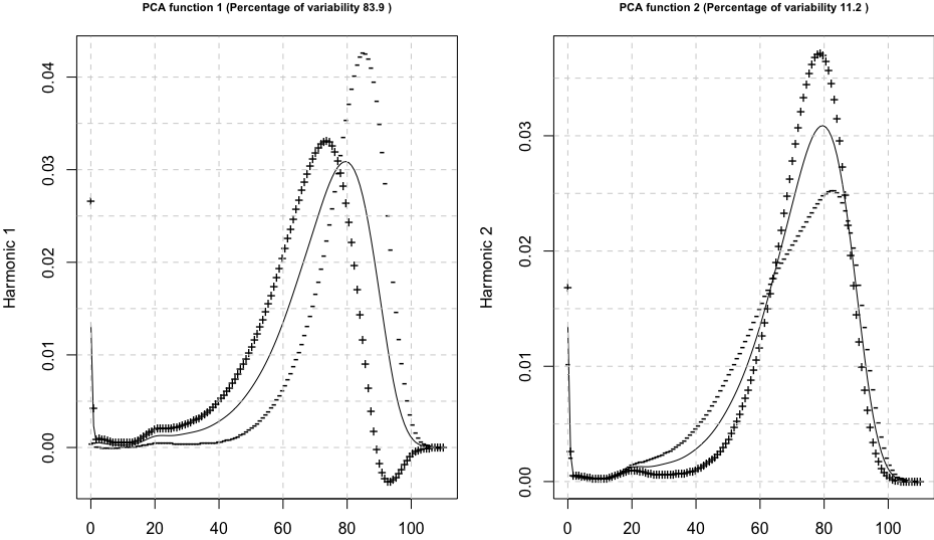 PCA function 1 (Percentage of variability 83.9 )
Harmonic 1
0.04
0.03
0.02
0.01
0.00
0 20 40 60 80 100
PCA function 2 (Percentage of variability 11.2 )
Harmonic 2
0.03
0.02
0.01
0.00
0 20 40 60 80 100